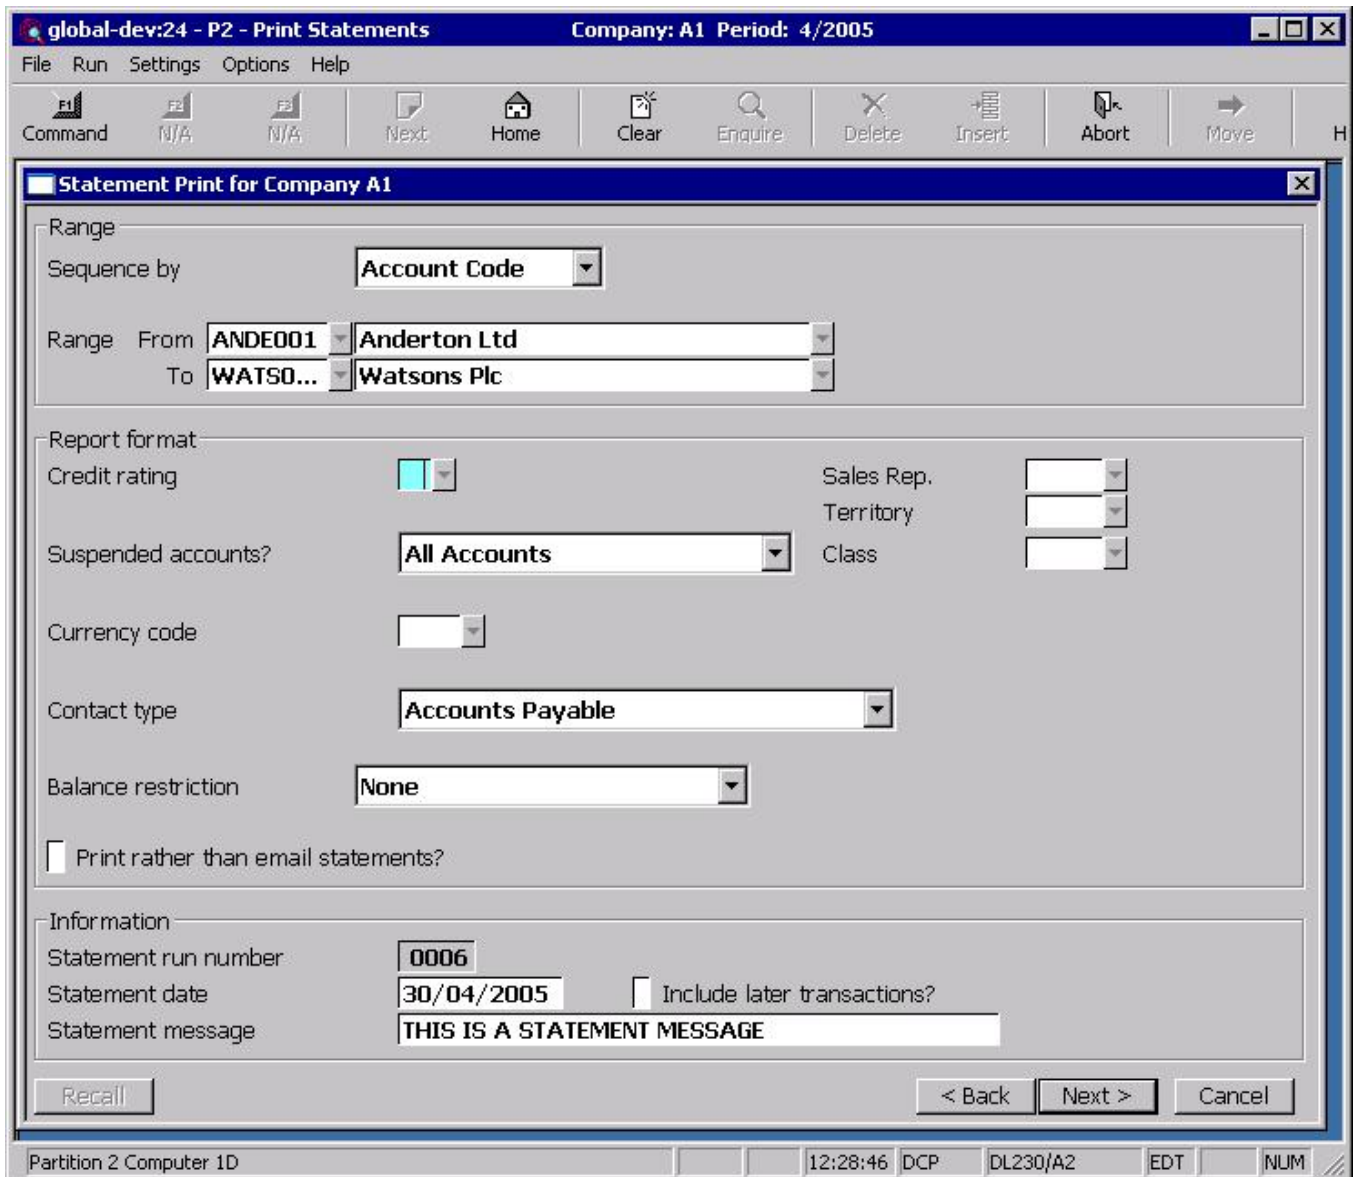 global-dev:24 - P2 - Print Statements Company: A1 Period: 4/2005
File Run Settings Options Help
F1 F2 F3
Command N/A N/A Next Home Clear Enquire Delete Insert Abort Move H
Statement Print for Company A1
Range
Sequence by Account Code
Range From ANDE001 Anderton Ltd
To WATS0... Watsons Plc
Report format
Credit rating Sales Rep.
Territory
Suspended accounts? All Accounts Class
Currency code
Contact type Accounts Payable
Balance restriction None
Print rather than email statements?
Information
Statement run number 0006
Statement date 30/04/2005 Include later transactions?
Statement message THIS IS A STATEMENT MESSAGE
Recall < Back Next > Cancel
Partition 2 Computer 1D 12:28:46 DCP DL230/A2 EDT NUM